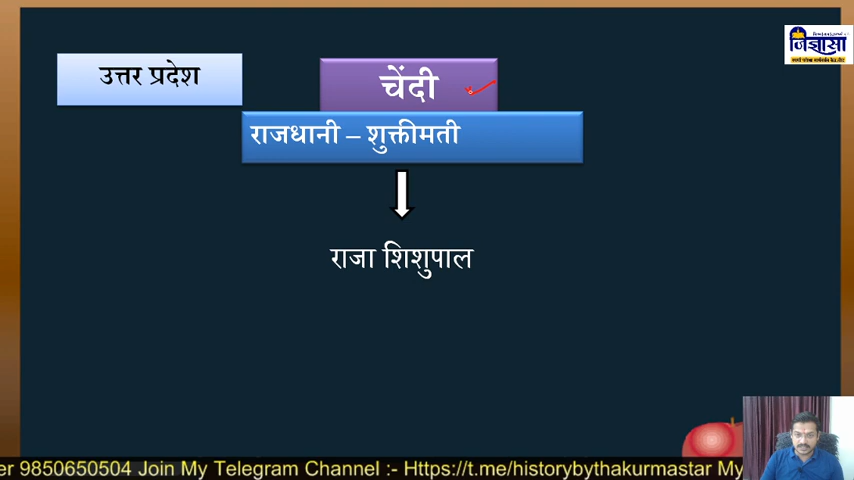 उत्तर प्रदेश
चेंदी
राजधानी – शुक्तीमती
राजा शिशुपाल
जिज्ञासा
er 9850650504 Join My Telegram Channel :- Https://t.me/historybythakurmastar My